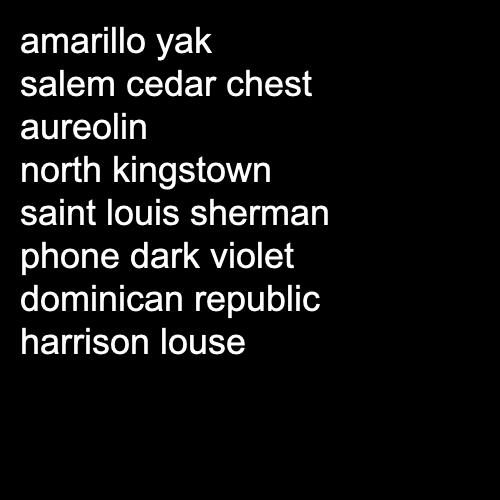 amarillo yak
salem cedar chest
aureolin
north kingstown
saint louis sherman
phone dark violet
dominican republic
harrison louse